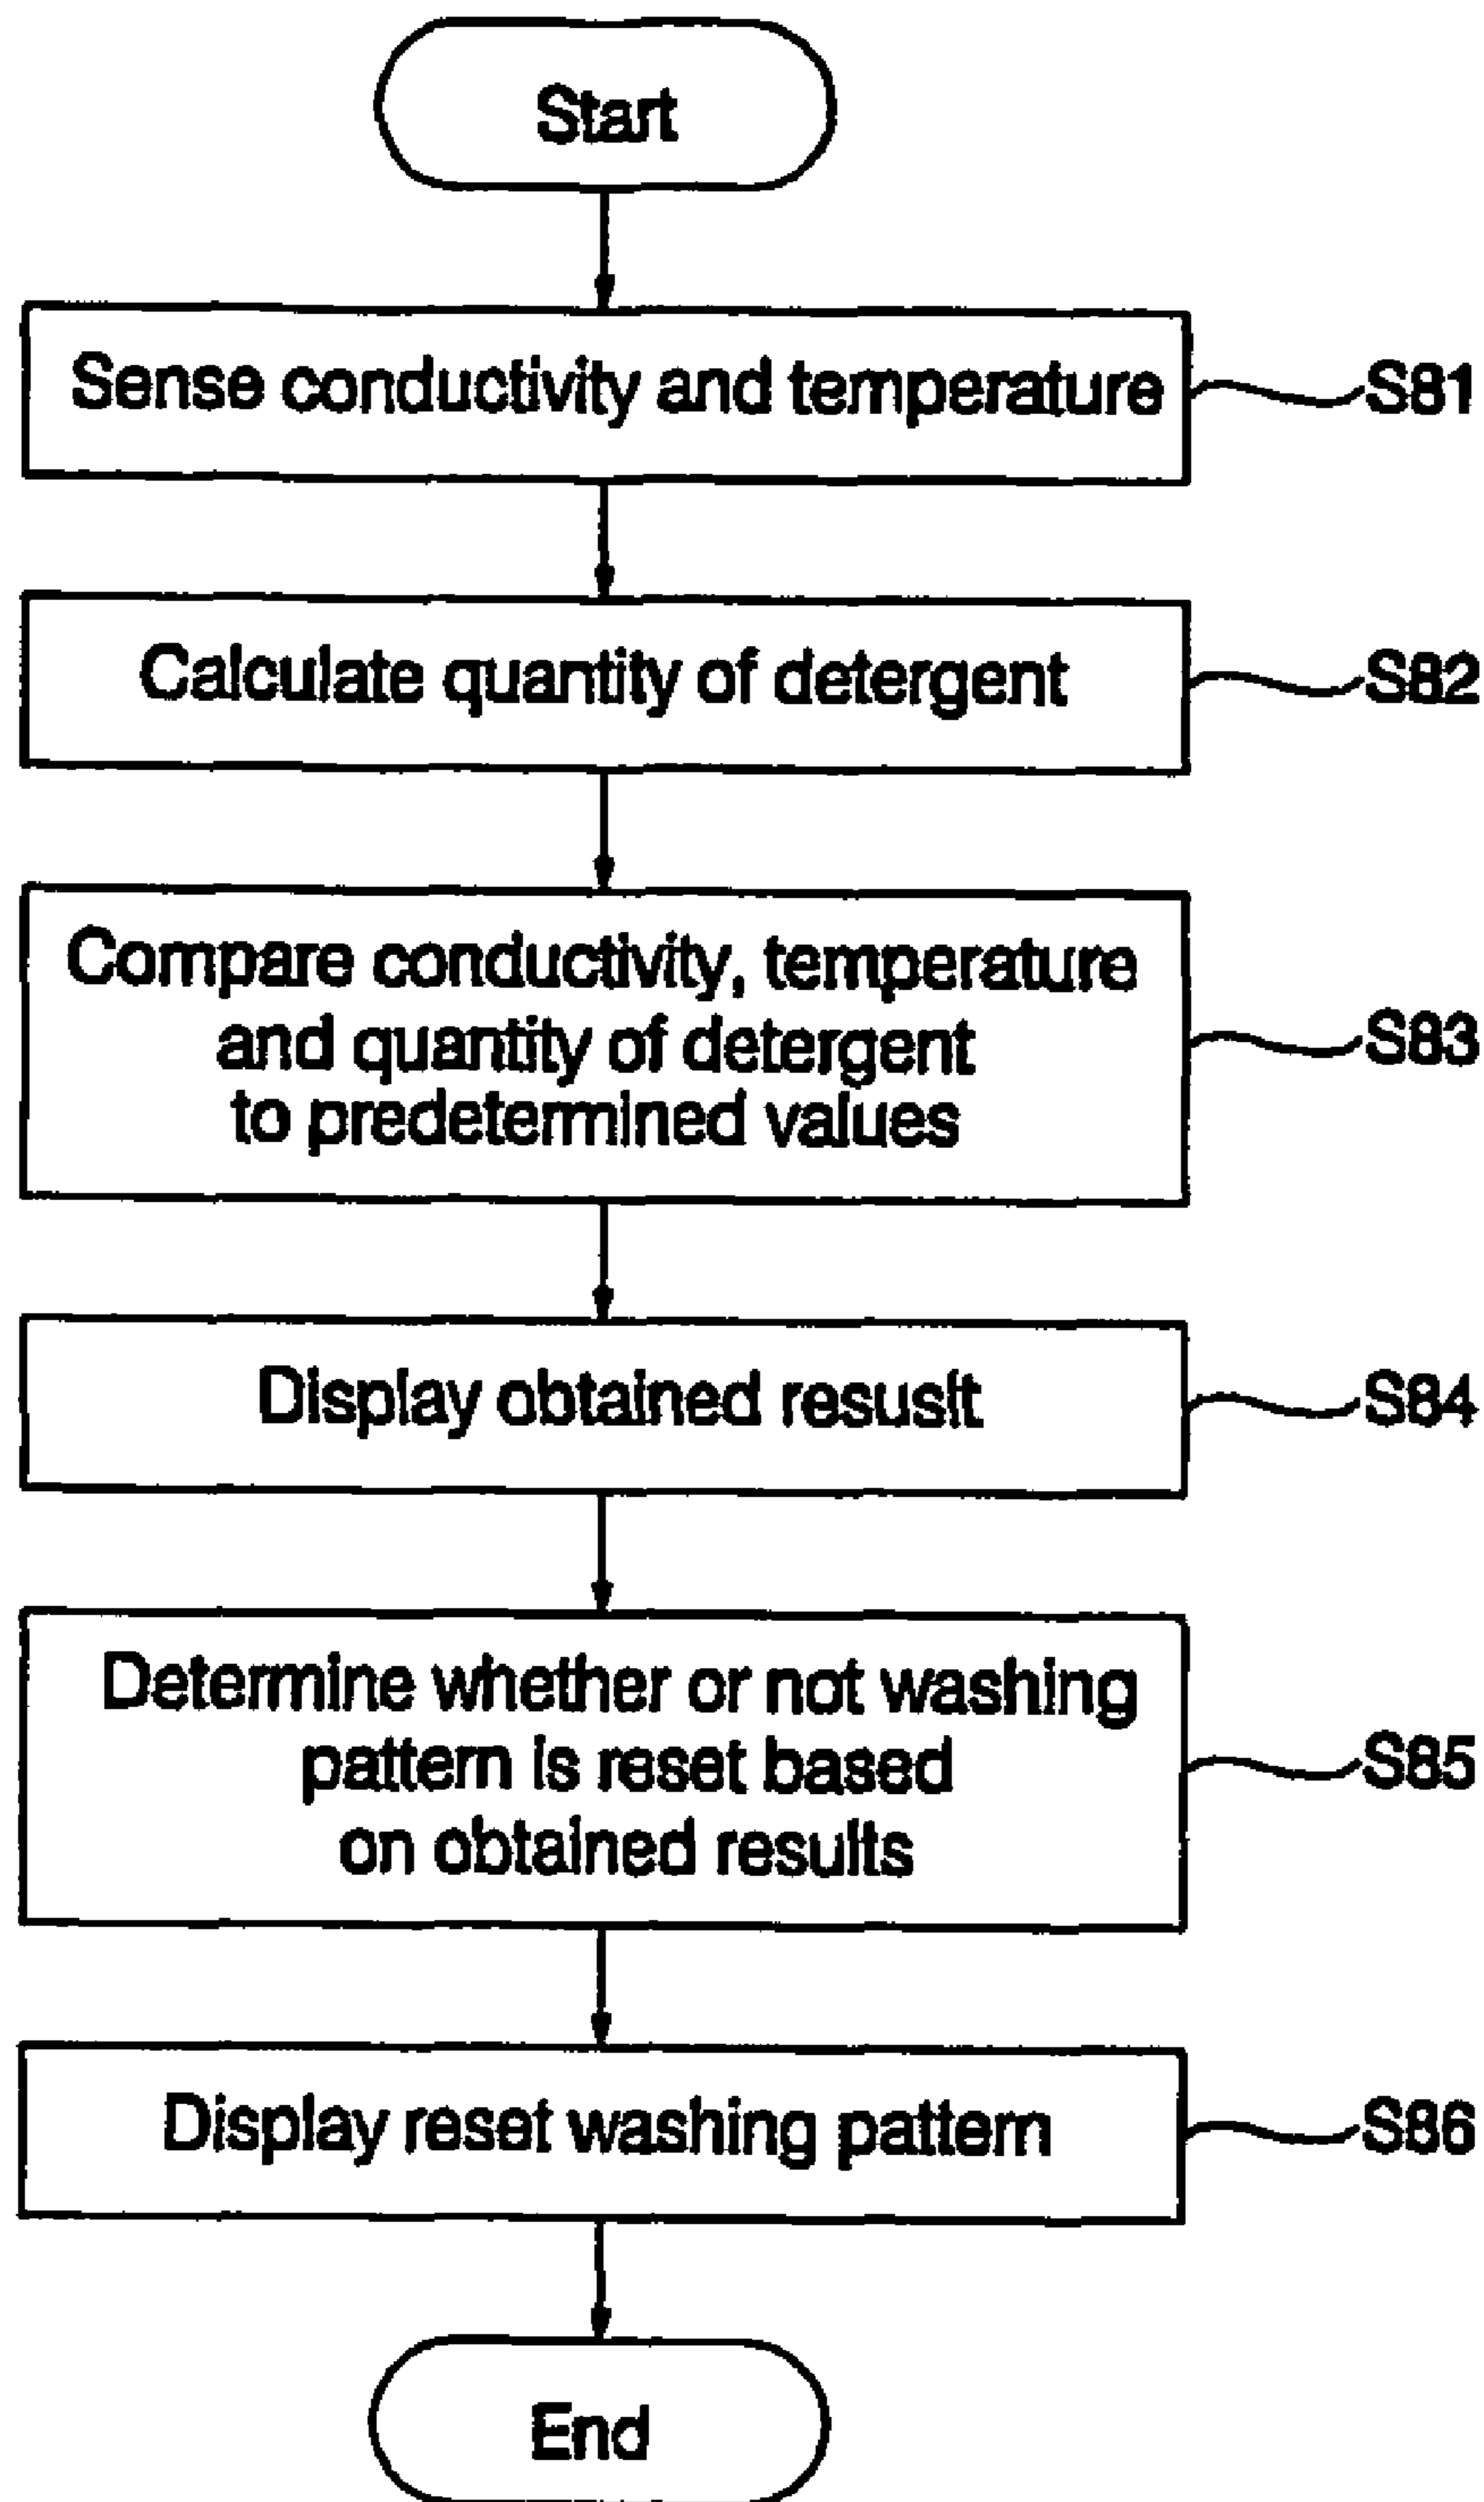 Start
Sense conductivity and temperature
S81
Calculate quantity of detergent
S82
Compare conductivity, temperature
and quantity of detergent
to predetermined values
S83
Display obtained resuslt
S84
Determine whether or not washing
pattern is reset based
on obtained results
S85
Display reset washing pattern
S86
End